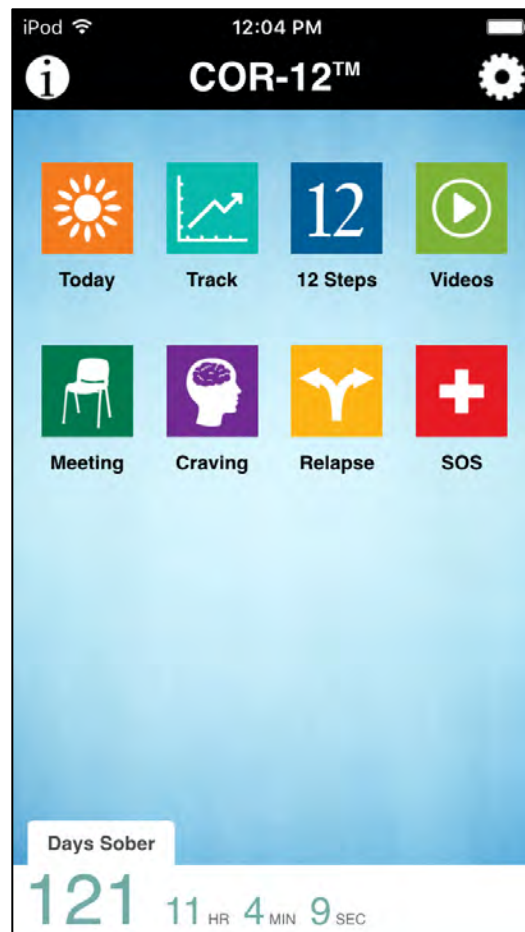 iPod 12:04 PM
i COR-12™
12
Today Track 12 Steps Videos
Meeting Craving Relapse SOS
Days Sober
121 11 HR 4 MIN 9 SEC